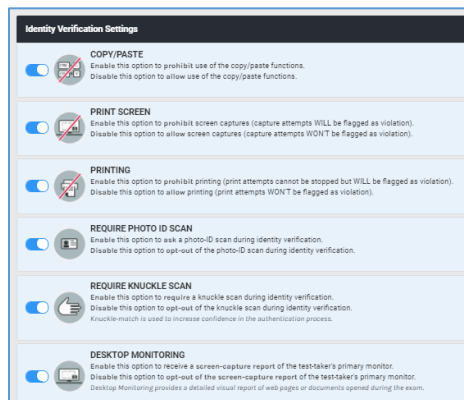 Identity Verification Settings
COPY/PASTE
Enable this option to prohibit use of the copy/paste functions.
Disable this option to allow use of the copy/paste functions.
PRINT SCREEN
Enable this option to prohibit screen captures (capture attempts WILL be flagged as violation).
Disable this option to allow screen captures (capture attempts WON'T be flagged as violation).
PRINTING
Enable this option to prohibit printing (print attempts cannot be stopped but WILL be flagged as violation).
Disable this option to allow printing (print attempts WON'T be flagged as violation).
REQUIRE PHOTO ID SCAN
Enable this option to ask a photo-ID scan during identity verification.
Disable this option to opt-out of the photo-ID scan during identity verification.
REQUIRE KNUCKLE SCAN
Enable this option to require a knuckle scan during identity verification.
Disable this option to opt-out of the knuckle scan during identity verification.
Knuckle-match is used to increase confidence in the authentication process.
DESKTOP MONITORING
Enable this option to receive a screen-capture report of the test-taker's primary monitor.
Disable this option to opt-out of the screen-capture report of the test-taker's primary monitor.
Desktop Monitoring provides a detailed visual report of web pages or documents opened during the exam.